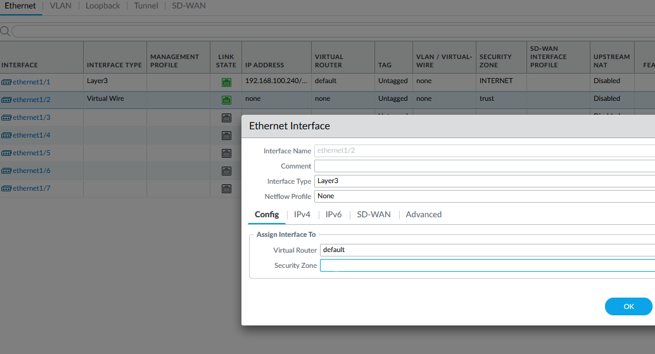 Ethernet VLAN Loopback Tunnel SD-WAN
INTERFACE INTERFACE TYPE MANAGEMENT PROFILE LINK STATE IP ADDRESS VIRTUAL ROUTER TAG VLAN / VIRTUAL-WIRE SECURITY ZONE SD-WAN INTERFACE PROFILE UPSTREAM NAT FEA
ethernet1/1 Layer3 192.168.100.240/... default Untagged none INTERNET Disabled
ethernet1/2 Virtual Wire none none Untagged none trust Disabled
ethernet1/3
ethernet1/4
ethernet1/5
ethernet1/6
ethernet1/7
Ethernet Interface
Interface Name ethernet1/2
Comment
Interface Type Layer3
Netflow Profile None
Config IPv4 IPv6 SD-WAN Advanced
Assign Interface To
Virtual Router default
Security Zone
OK